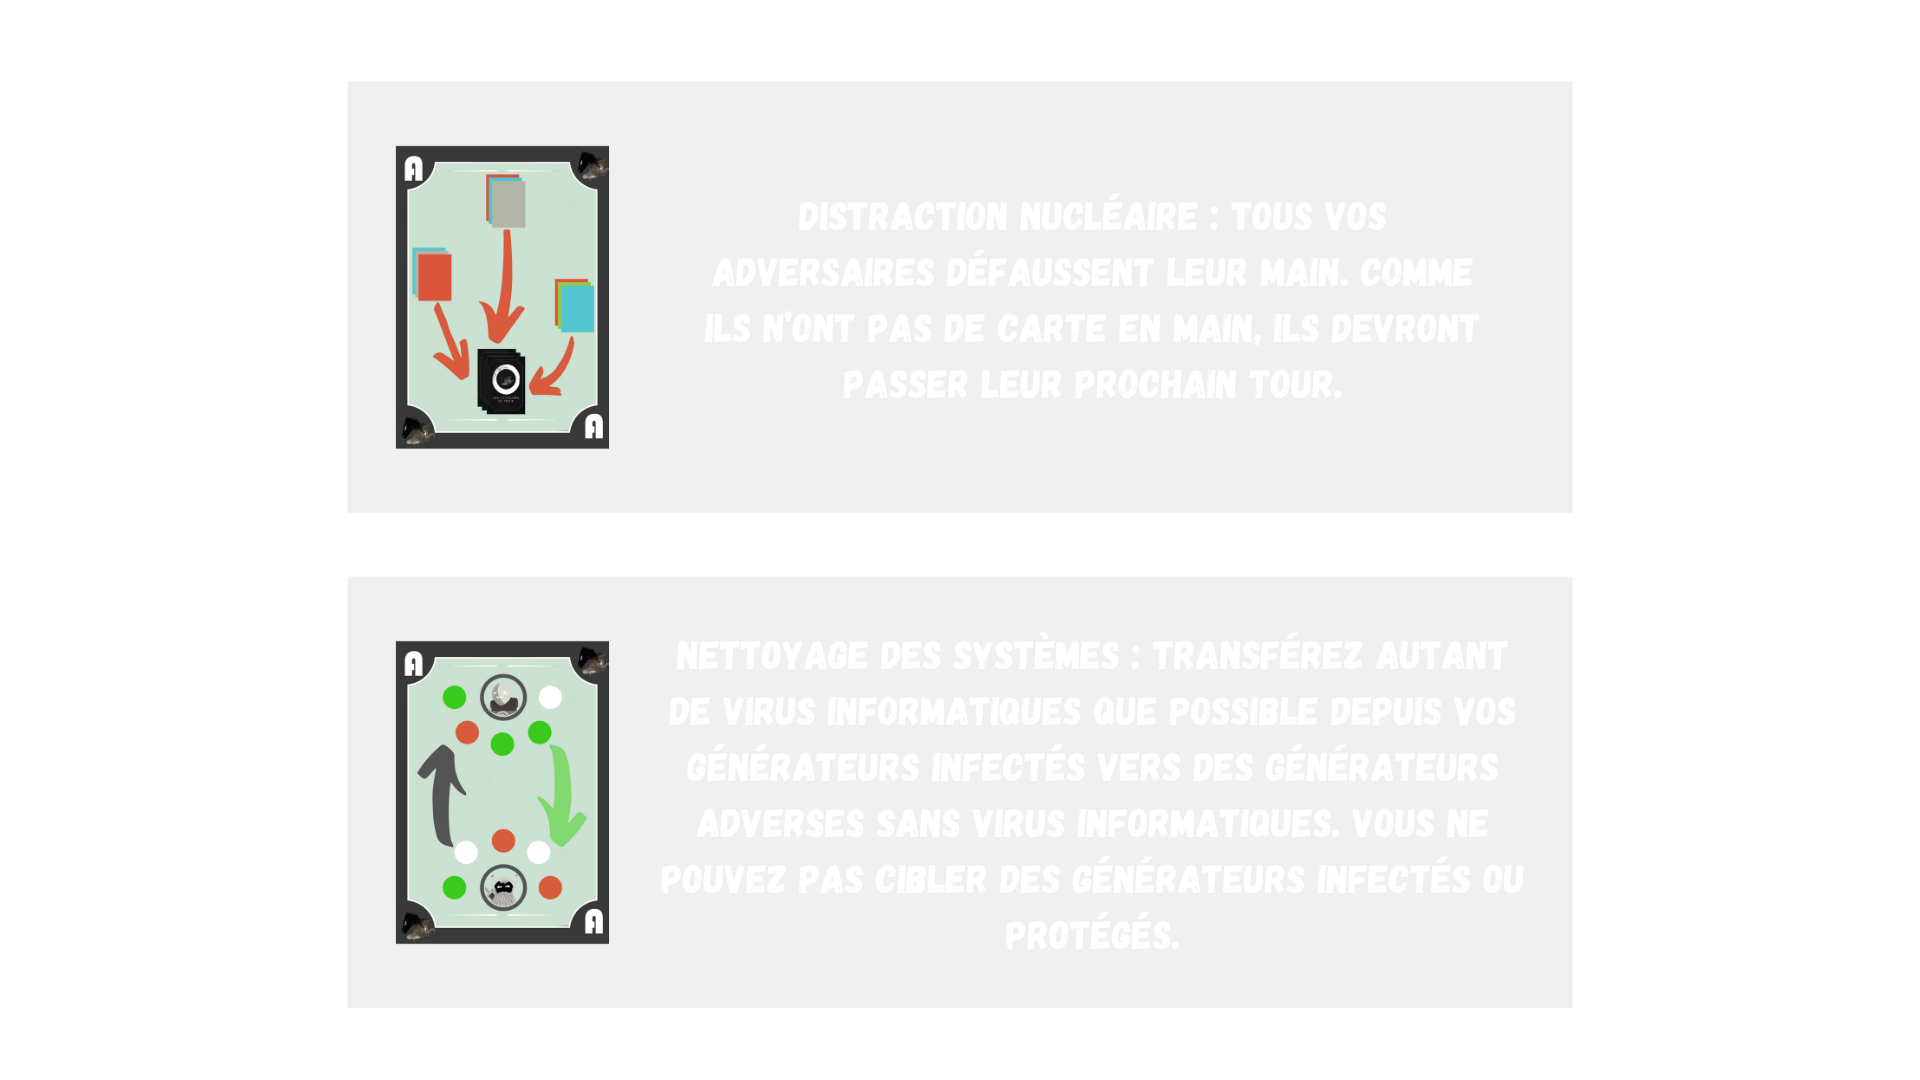 A
DISTRACTION NUCLÉAIRE : TOUS VOS
ADVERSAIRES DÉFAUSSENT LEUR MAIN. COMME
ILS N'ONT PAS DE CARTE EN MAIN, ILS DEVRONT
PASSER LEUR PROCHAIN TOUR.
A
A
NETTOYAGE DES SYSTÈMES : TRANSFÉREZ AUTANT
DE VIRUS INFORMATIQUES QUE POSSIBLE DEPUIS VOS
GÉNÉRATEURS INFECTÉS VERS DES GÉNÉRATEURS
ADVERSES SANS VIRUS INFORMATIQUES. VOUS NE
POUVEZ PAS CIBLER DES GÉNÉRATEURS INFECTÉS OU
PROTÉGÉS.
A